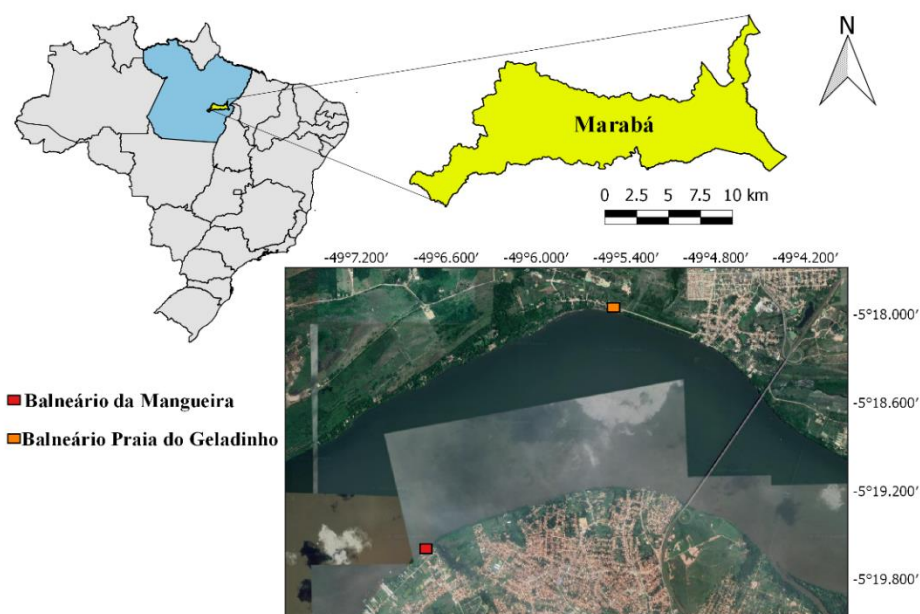 N
Marabá
0 2.5 5 7.5 10 km
-49°7.200' -49°6.600' -49°6.000' -49°5.400' -49°4.800' -49°4.200'
-5°18.000'
-5°18.600'
-5°19.200'
-5°19.800'
Balneário da Mangueira
Balneário Praia do Geladinho